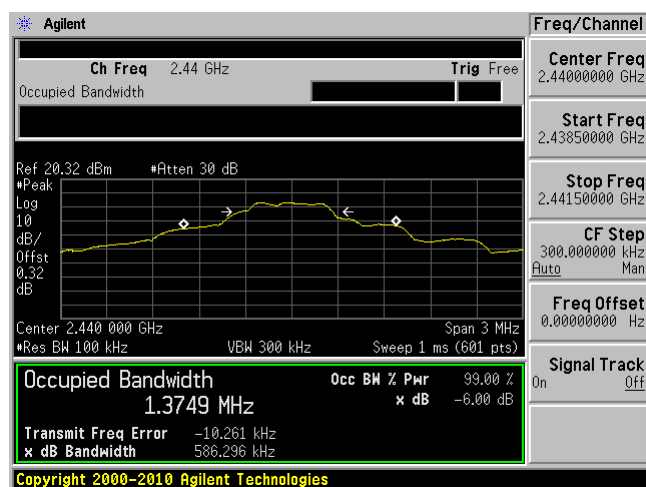 Agilent
Freq/Channel
Ch Freq 2.44 GHz Trig Free
Occupied Bandwidth
Center Freq
2.44000000 GHz
Start Freq
2.43850000 GHz
Stop Freq
2.44150000 GHz
CF Step
300.000000 kHz
Auto Man
Freq Offset
0.00000000 Hz
Signal Track
On Off
Ref 20.32 dBm #Atten 30 dB
#Peak
Log
10
dB/
Offst
0.32
dB
Center 2.440 000 GHz Span 3 MHz
#Res BW 100 kHz VBW 300 kHz Sweep 1 ms (601 pts)
Occupied Bandwidth Occ BW % Pwr 99.00 %
1.3749 MHz x dB -6.00 dB
Transmit Freq Error -10.261 kHz
x dB Bandwidth 586.296 kHz
Copyright 2000-2010 Agilent Technologies